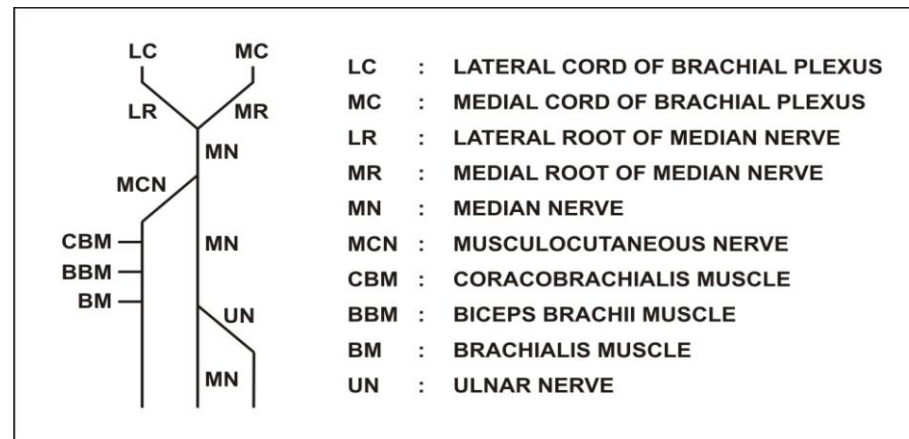 LC MC
LR MR
MN
MCN
CBM MN
BBM
BM
UN
MN
LC : LATERAL CORD OF BRACHIAL PLEXUS
MC : MEDIAL CORD OF BRACHIAL PLEXUS
LR : LATERAL ROOT OF MEDIAN NERVE
MR : MEDIAL ROOT OF MEDIAN NERVE
MN : MEDIAN NERVE
MCN : MUSCULOCUTANEOUS NERVE
CBM : CORACOBRACHIALIS MUSCLE
BBM : BICEPS BRACHII MUSCLE
BM : BRACHIALIS MUSCLE
UN : ULNAR NERVE